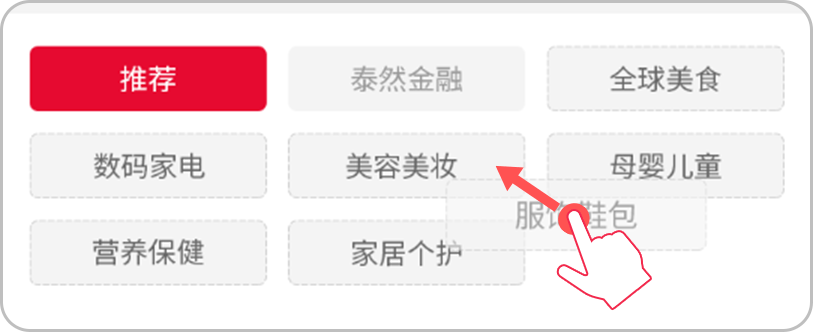 推荐
泰然金融
全球美食
数码家电
美容美妆
母婴儿童
服饰鞋包
营养保健
家居个护